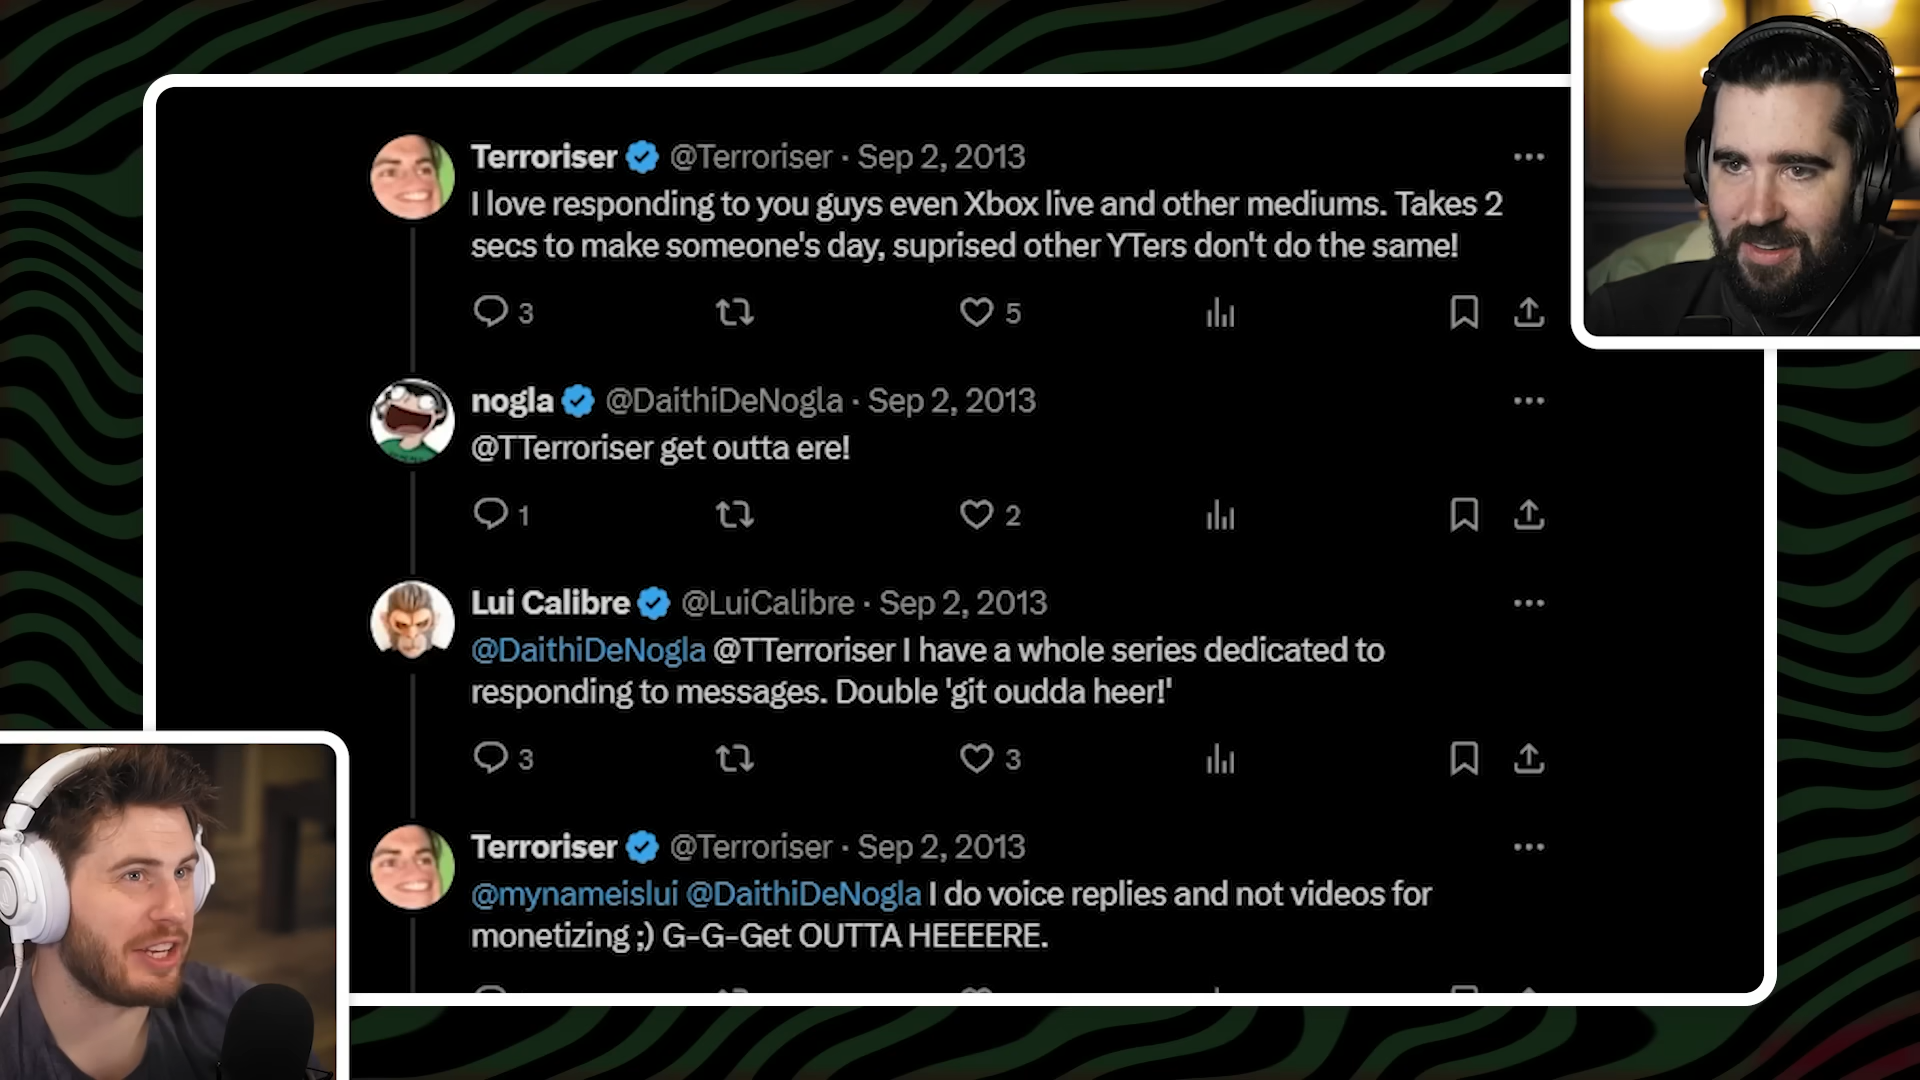 Terroriser @Terroriser · Sep 2, 2013
I love responding to you guys even Xbox live and other mediums. Takes 2
secs to make someone's day, suprised other YTers don't do the same!
3 5
nogla @DaithiDeNogla · Sep 2, 2013
@TTerroriser get outta ere!
1 2
Lui Calibre @LuiCalibre · Sep 2, 2013
@DaithiDeNogla @TTerroriser I have a whole series dedicated to
responding to messages. Double 'git oudda heer!'
3 3
Terroriser @Terroriser · Sep 2, 2013
@mynameislui @DaithiDeNogla I do voice replies and not videos for
monetizing ;) G-G-Get OUTTA HEEEERE.